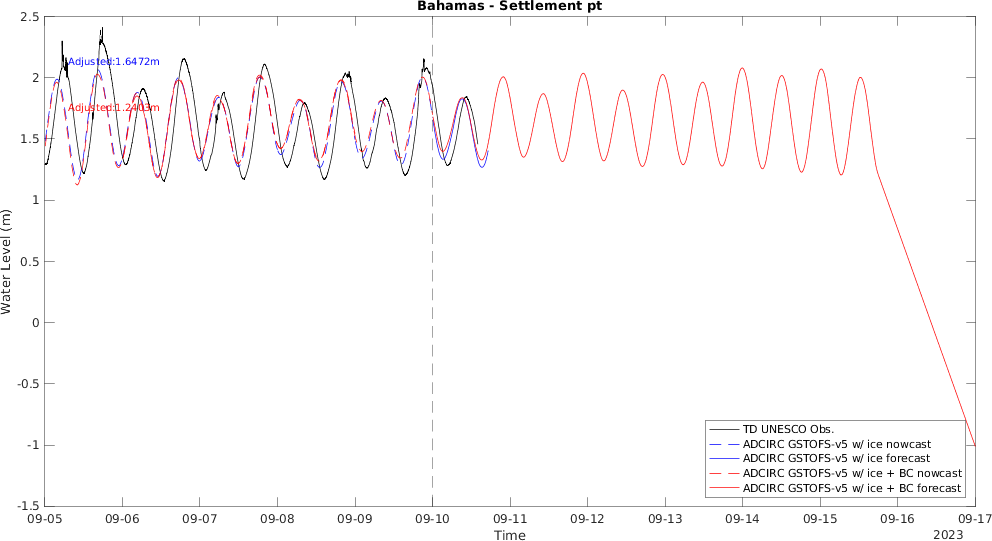 Bahamas - Settlement pt
2.5
2
1.5
1
0.5
0
-0.5
-1
-1.5
Water Level (m)
Adjusted:1.6472m
Adjusted:1.2403m
TD UNESCO Obs.
ADCIRC GSTOFS-v5 w/ ice nowcast
ADCIRC GSTOFS-v5 w/ ice forecast
ADCIRC GSTOFS-v5 w/ ice + BC nowcast
ADCIRC GSTOFS-v5 w/ ice + BC forecast
09-05 09-06 09-07 09-08 09-09 09-10 09-11 09-12 09-13 09-14 09-15 09-16 09-17
Time
2023